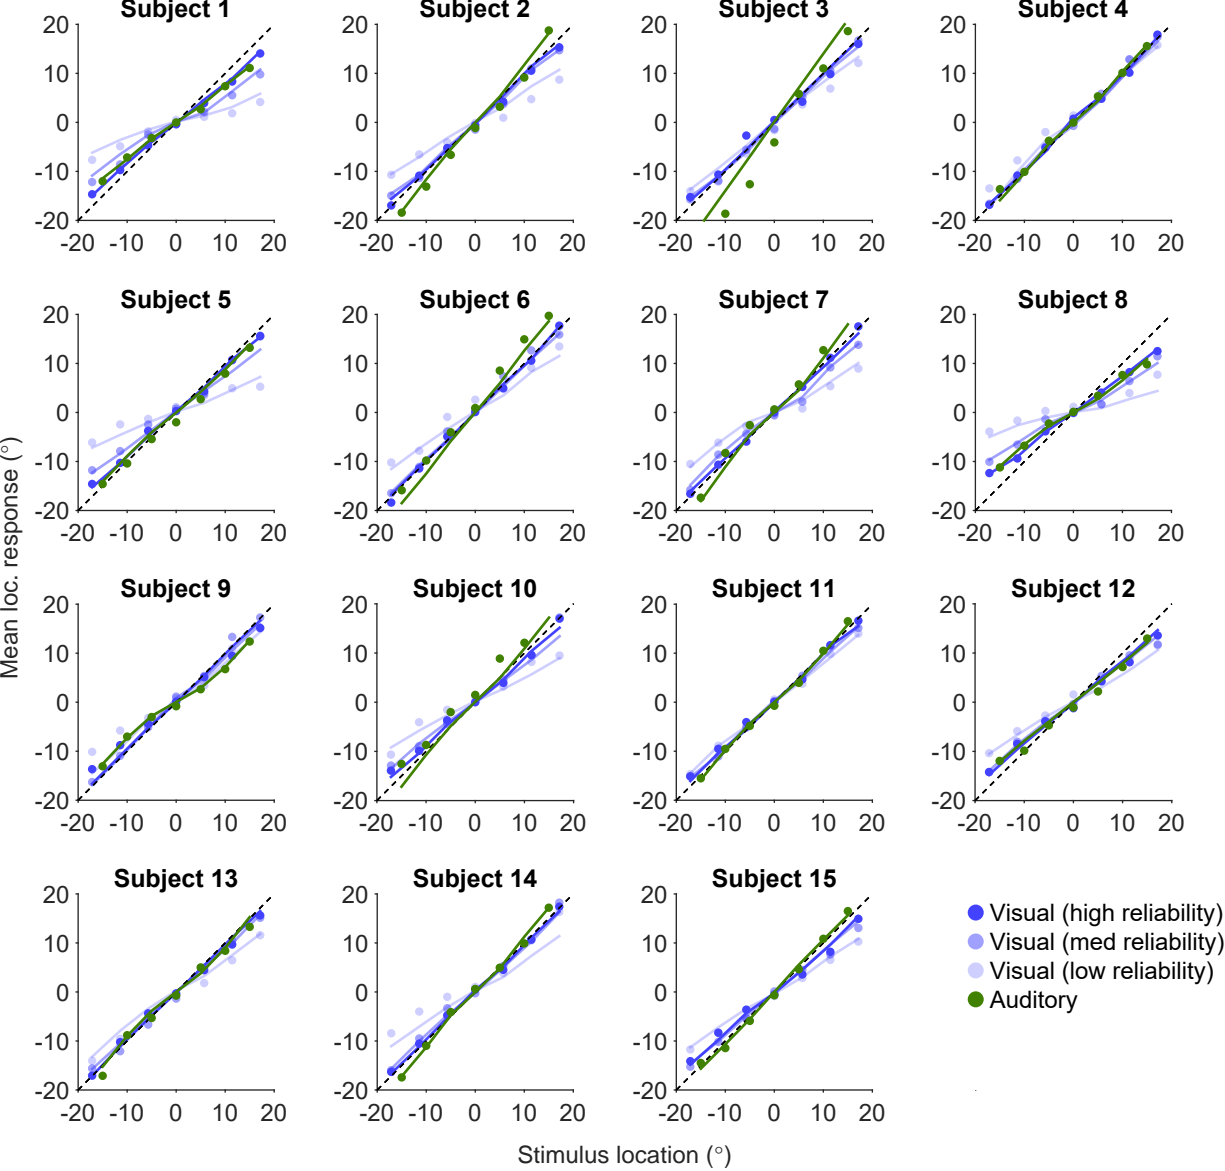 Subject 1 Subject 2 Subject 3 Subject 4
20 20 20 20
10 10 10 10
0 0 0 0
-10 -10 -10 -10
-20 -20 -20 -20
-20 -10 0 10 20 -20 -10 0 10 20 -20 -10 0 10 20 -20 -10 0 10 20
Subject 5 Subject 6 Subject 7 Subject 8
20 20 20 20
10 10 10 10
0 0 0 0
-10 -10 -10 -10
-20 -20 -20 -20
-20 -10 0 10 20 -20 -10 0 10 20 -20 -10 0 10 20 -20 -10 0 10 20
Mean loc. response (°)
Subject 9 Subject 10 Subject 11 Subject 12
20 20 20 20
10 10 10 10
0 0 0 0
-10 -10 -10 -10
-20 -20 -20 -20
-20 -10 0 10 20 -20 -10 0 10 20 -20 -10 0 10 20 -20 -10 0 10 20
Subject 13 Subject 14 Subject 15
20 20 20
10 10 10
0 0 0
-10 -10 -10
-20 -20 -20
-20 -10 0 10 20 -20 -10 0 10 20 -20 -10 0 10 20
Visual (high reliability)
Visual (med reliability)
Visual (low reliability)
Auditory
Stimulus location (°)